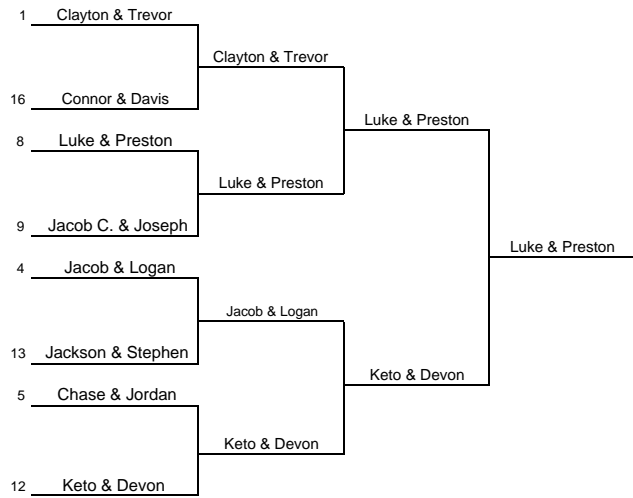 1 Clayton & Trevor
Clayton & Trevor
16 Connor & Davis
Luke & Preston
8 Luke & Preston
Luke & Preston
9 Jacob C. & Joseph
Luke & Preston
4 Jacob & Logan
Jacob & Logan
13 Jackson & Stephen
Keto & Devon
5 Chase & Jordan
Keto & Devon
12 Keto & Devon